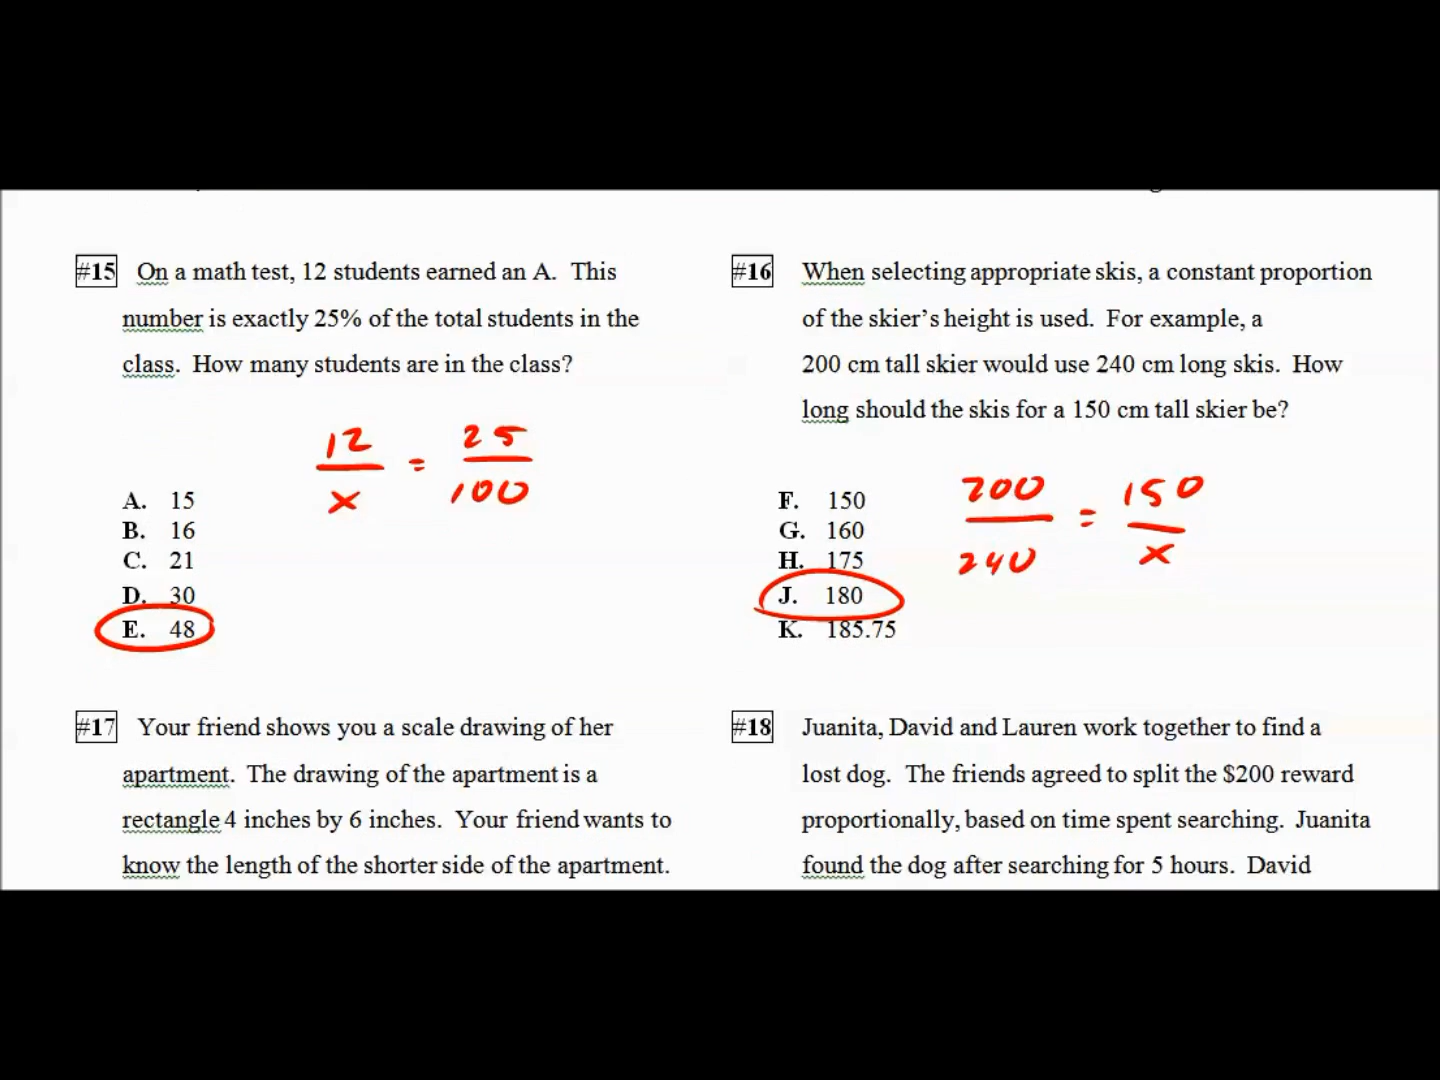 #15 On a math test, 12 students earned an A. This
number is exactly 25% of the total students in the
class. How many students are in the class?
12/x = 25/100
A. 15
B. 16
C. 21
D. 30
E. 48
#16 When selecting appropriate skis, a constant proportion
of the skier's height is used. For example, a
200 cm tall skier would use 240 cm long skis. How
long should the skis for a 150 cm tall skier be?
200/240 = 150/x
F. 150
G. 160
H. 175
J. 180
K. 185.75
#17 Your friend shows you a scale drawing of her
apartment. The drawing of the apartment is a
rectangle 4 inches by 6 inches. Your friend wants to
know the length of the shorter side of the apartment.
#18 Juanita, David and Lauren work together to find a
lost dog. The friends agreed to split the $200 reward
proportionally, based on time spent searching. Juanita
found the dog after searching for 5 hours. David